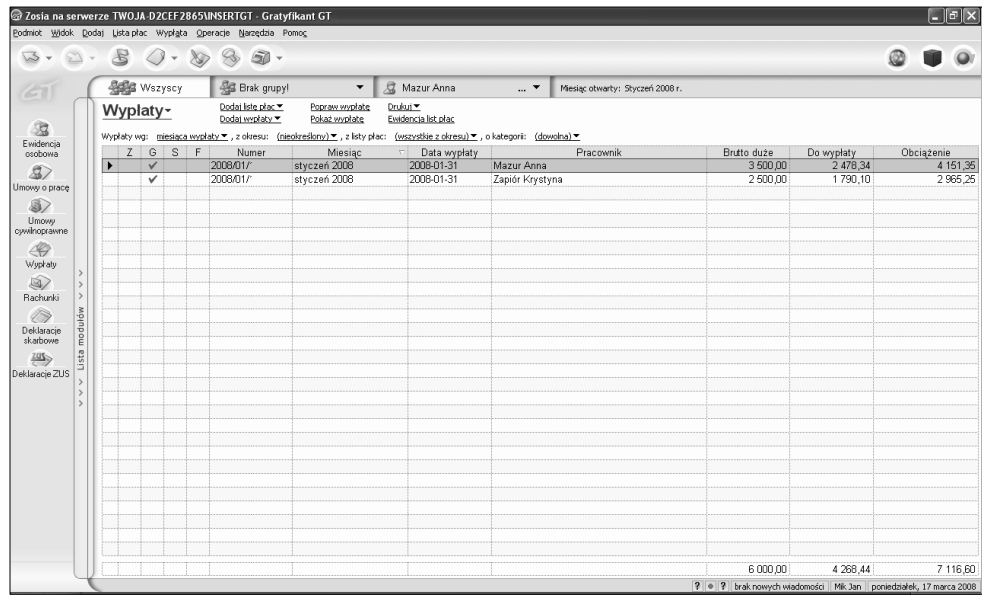 Zosia na serwerze TWOJA-D2CEF2865\INSERTGT - Gratyfikant GT
Podmiot Widok Dodaj Lista płac Wypłata Operacje Narzędzia Pomoc
GT
Wszyscy Brak grupy! Mazur Anna ... Miesiąc otwarty: Styczeń 2008 r.
Wypłaty
Dodaj listę płac Popraw wypłatę Drukuj
Dodaj wypłaty Pokaż wypłatę Ewidencja list płac
Wypłaty wg: miesiąca wypłaty , z okresu: (nieokreślony) , z listy płac: (wszystkie z okresu) , o kategorii: (dowolna)
Z G S F Numer Miesiąc Data wypłaty Pracownik Brutto duże Do wypłaty Obciążenie
2008/01/ styczeń 2008 2008-01-31 Mazur Anna 3 500,00 2 478,34 4 151,35
2008/01/ styczeń 2008 2008-01-31 Zapiór Krystyna 2 500,00 1 790,10 2 965,25
6 000,00 4 268,44 7 116,60
Ewidencja
osobowa
Umowy o pracę
Umowy
cywilnoprawne
Wypłaty
Rachunki
Deklaracje
skarbowe
ZUS
Deklaracje ZUS
Lista modułów
? ? brak nowych wiadomości Mik Jan poniedziałek, 17 marca 2008